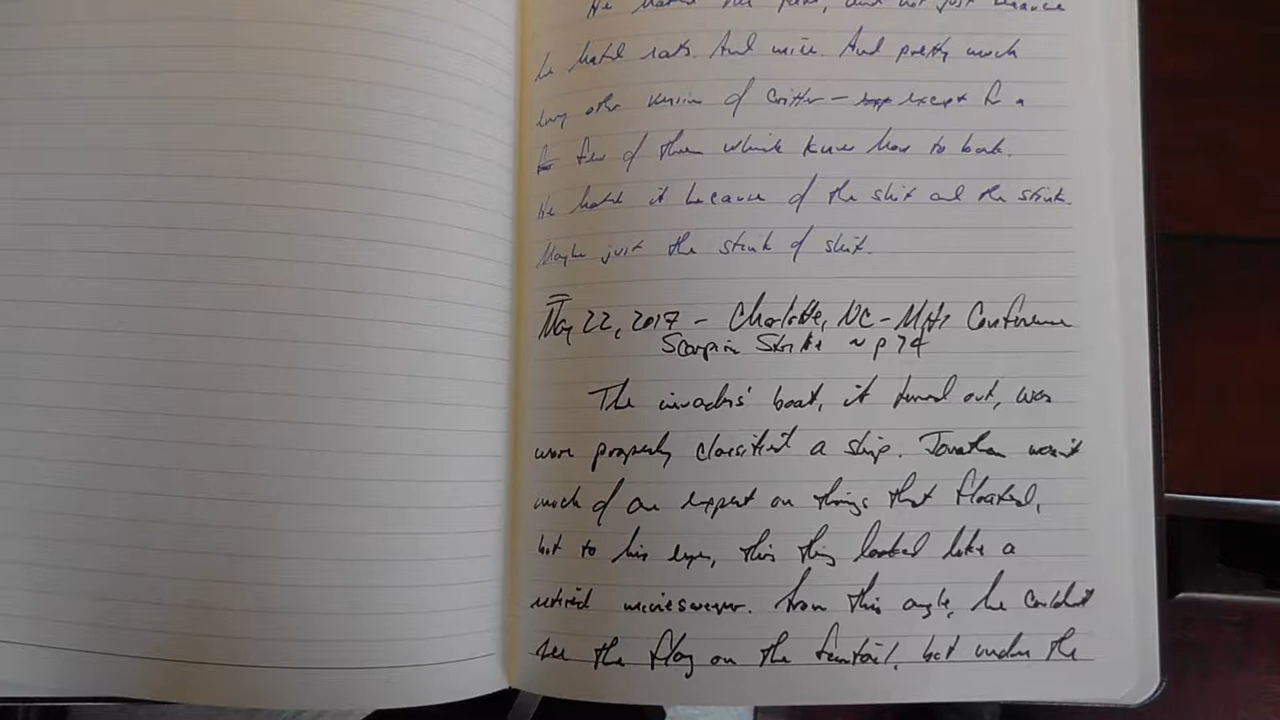 He hated the                , and not just because
he hated rats. And mice. And pretty much
every other version of critter – except for a
few of them which knew how to bark.
He hated it because of the shit and the stink.
Maybe just the stink of shit.
May 22, 2017 – Charlotte, NC – MHI Conference
Scorpion Strike ~ p 74
The invaders' boat, it turned out, was
more properly classified a ship. Jonathan wasn't
much of an expert on things that floated,
but to his eyes, this thing looked like a
retired minesweeper. From this angle, he couldn't
see the flag on the fantail, but under the